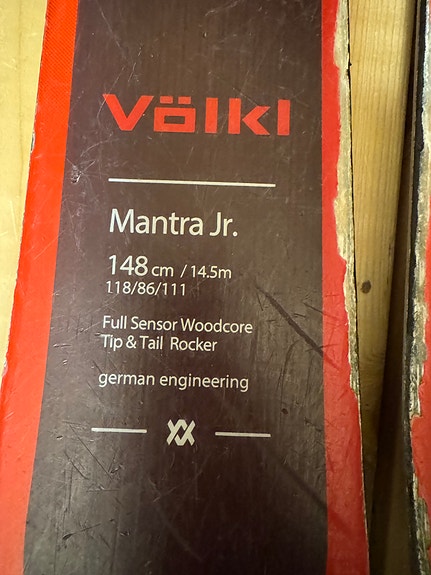 Völkl
Mantra Jr.
148 cm / 14.5m
118/86/111
Full Sensor Woodcore
Tip & Tail Rocker
german engineering